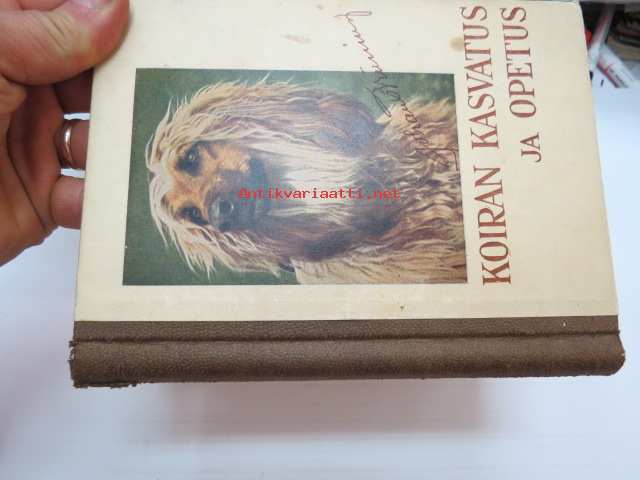 KOIRAN KASVATUS
JA OPETUS
Antikvariaatti.net